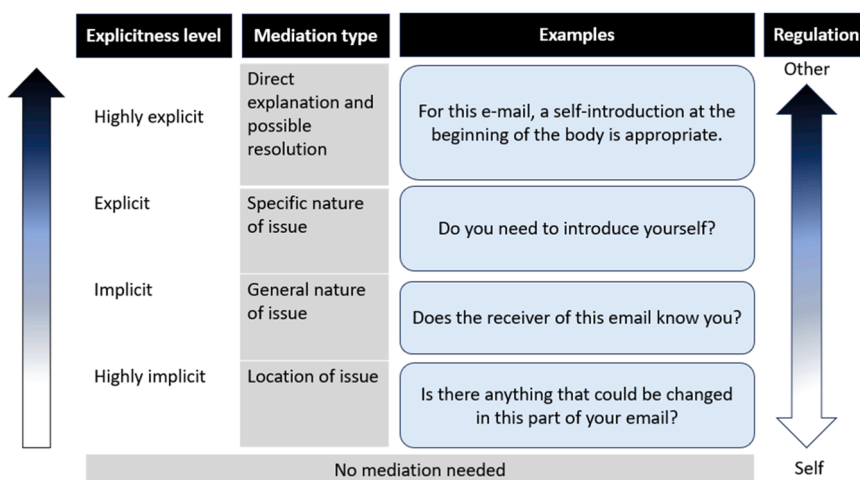 Explicitness level
Mediation type
Examples
Regulation
Other
Highly explicit
Direct
explanation and
possible
resolution
For this e-mail, a self-introduction at the
beginning of the body is appropriate.
Explicit
Specific nature
of issue
Do you need to introduce yourself?
Implicit
General nature
of issue
Does the receiver of this email know you?
Highly implicit
Location of issue
Is there anything that could be changed
in this part of your email?
No mediation needed
Self